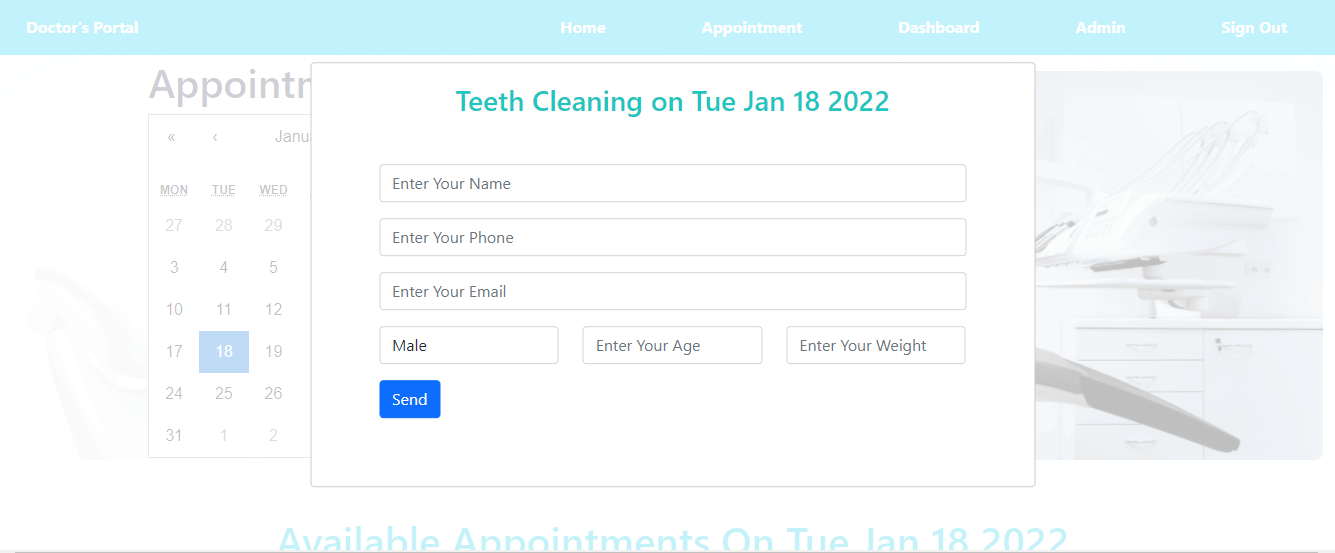 Doctor's Portal Home Appointment Dashboard Admin Sign Out
Appointm
Teeth Cleaning on Tue Jan 18 2022
« ‹ Janu
MON TUE WED
27 28 29
3 4 5
10 11 12
17 18 19
24 25 26
31 1 2
Enter Your Name
Enter Your Phone
Enter Your Email
Male Enter Your Age Enter Your Weight
Send
Available Appointments On Tue Jan 18 2022